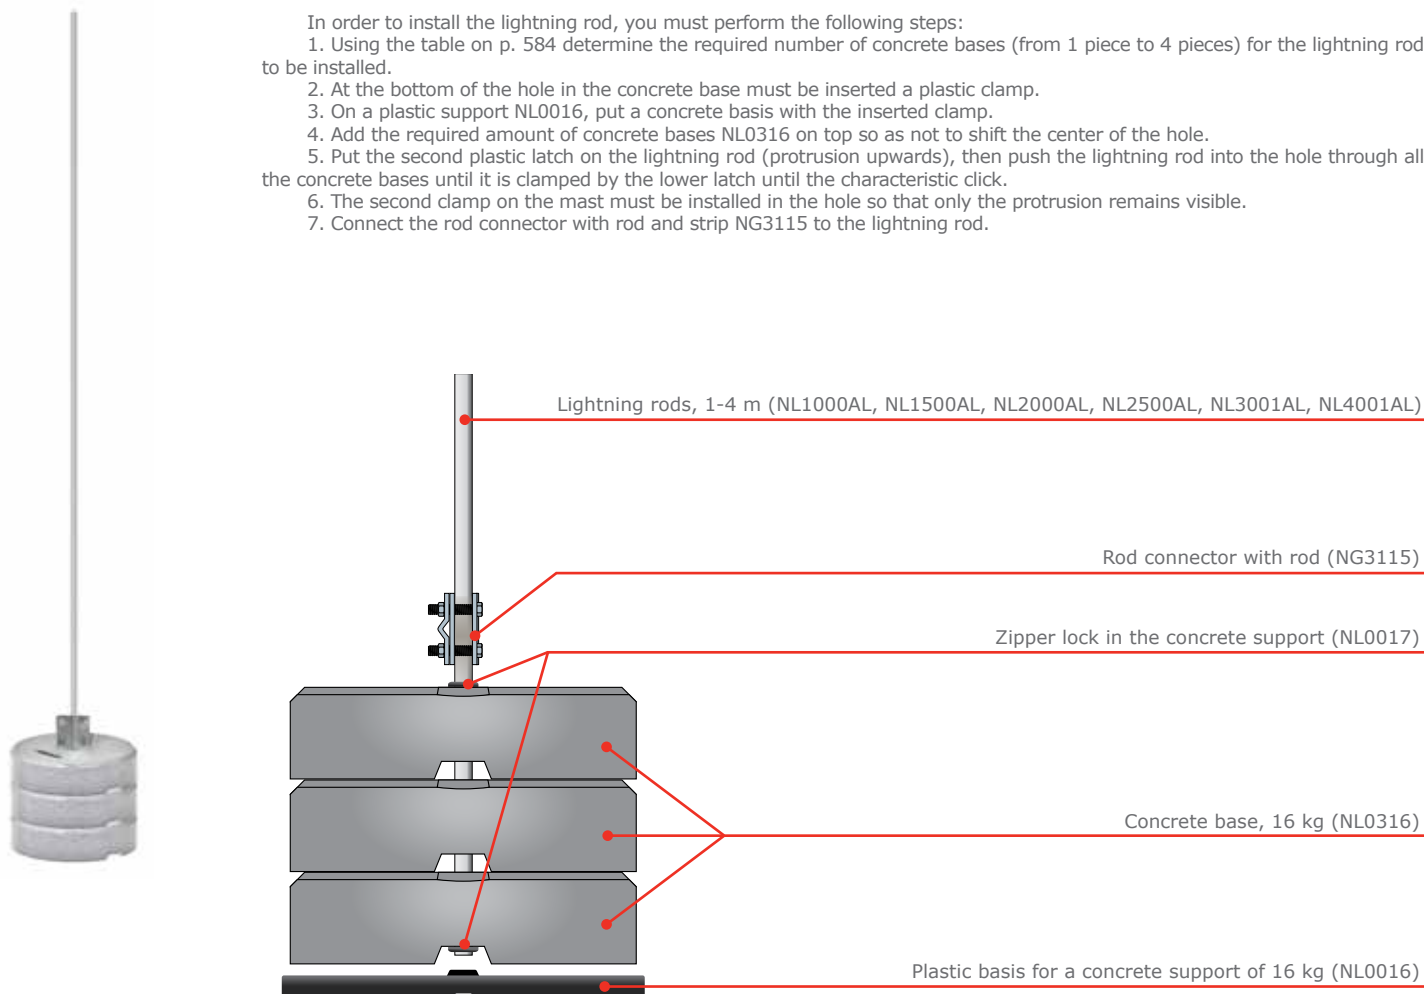 In order to install the lightning rod, you must perform the following steps:
1. Using the table on p. 584 determine the required number of concrete bases (from 1 piece to 4 pieces) for the lightning rod
to be installed.
2. At the bottom of the hole in the concrete base must be inserted a plastic clamp.
3. On a plastic support NL0016, put a concrete basis with the inserted clamp.
4. Add the required amount of concrete bases NL0316 on top so as not to shift the center of the hole.
5. Put the second plastic latch on the lightning rod (protrusion upwards), then push the lightning rod into the hole through all
the concrete bases until it is clamped by the lower latch until the characteristic click.
6. The second clamp on the mast must be installed in the hole so that only the protrusion remains visible.
7. Connect the rod connector with rod and strip NG3115 to the lightning rod.
Lightning rods, 1-4 m (NL1000AL, NL1500AL, NL2000AL, NL2500AL, NL3001AL, NL4001AL)
Rod connector with rod (NG3115)
Zipper lock in the concrete support (NL0017)
Concrete base, 16 kg (NL0316)
Plastic basis for a concrete support of 16 kg (NL0016)